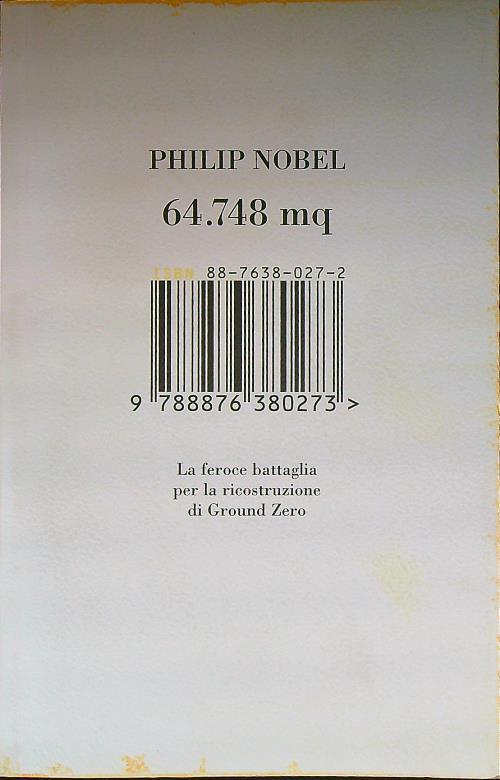 PHILIP NOBEL
64.748 mq
ISBN 88-7638-027-2
9 788876 380273 >
La feroce battaglia
per la ricostruzione
di Ground Zero